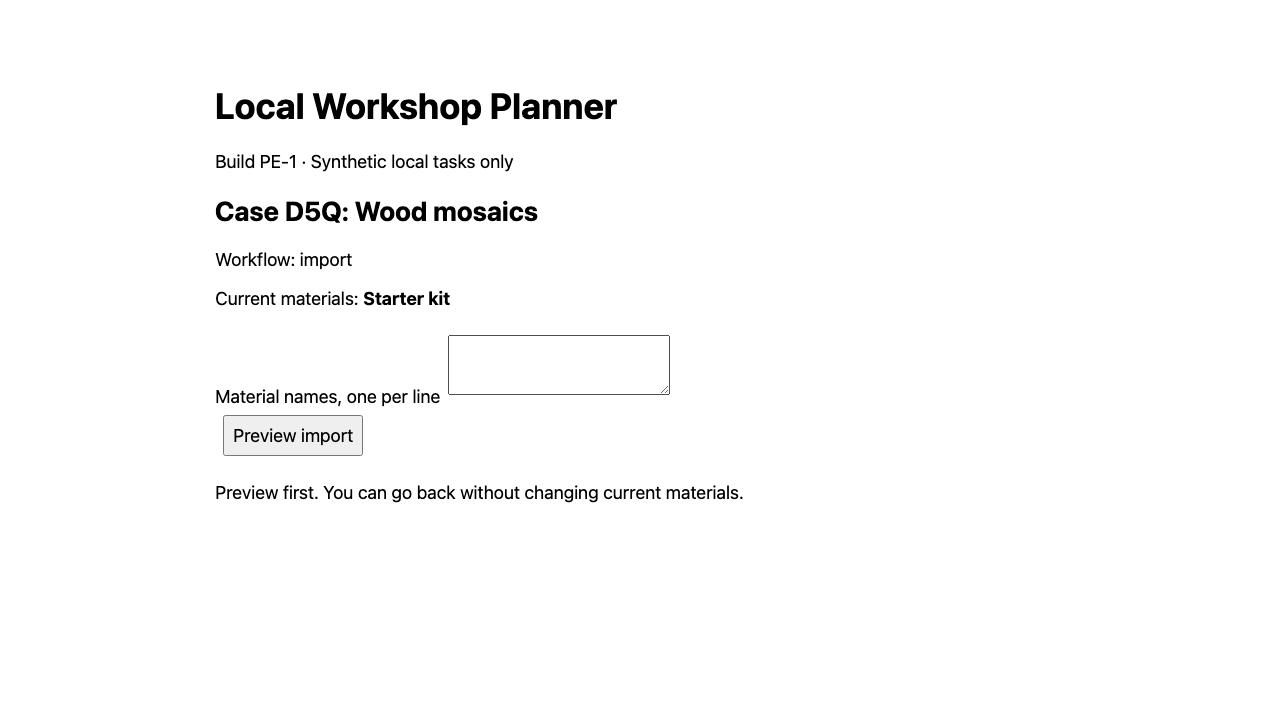 Local Workshop Planner
Build PE-1 · Synthetic local tasks only
Case D5Q: Wood mosaics
Workflow: import
Current materials: Starter kit
Material names, one per line
Preview import
Preview first. You can go back without changing current materials.